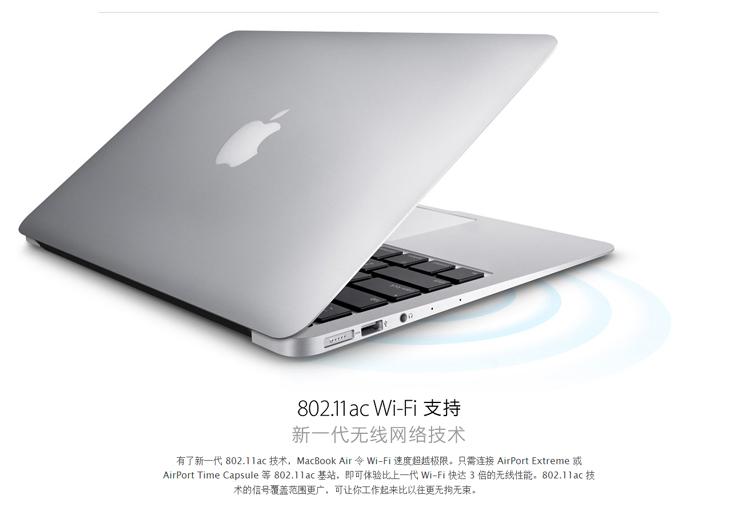 802.11ac Wi-Fi 支持
新一代无线网络技术
有了新一代 802.11ac 技术，MacBook Air 令 Wi-Fi 速度超越极限。只需连接 AirPort Extreme 或
AirPort Time Capsule 等 802.11ac 基站，即可体验比上一代 Wi-Fi 快达 3 倍的无线性能。802.11ac 技
术的信号覆盖范围更广，可让你工作起来比以往更无拘无束。